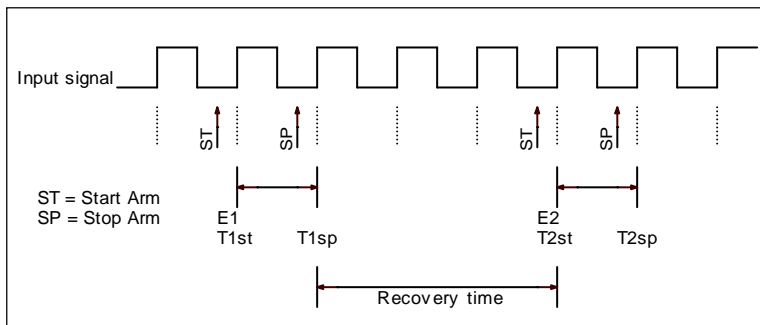 Input signal
ST
SP
ST
SP
ST = Start Arm
SP = Stop Arm
E1
E2
T1st
T1sp
T2st
T2sp
Recovery time